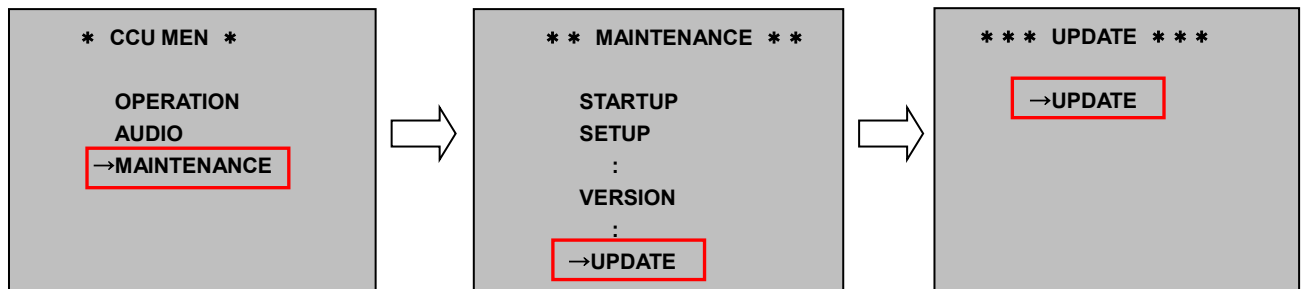 * CCU MEN *
OPERATION
AUDIO
→MAINTENANCE
* * MAINTENANCE * *
STARTUP
SETUP
:
VERSION
:
→UPDATE
* * * UPDATE * * *
→UPDATE